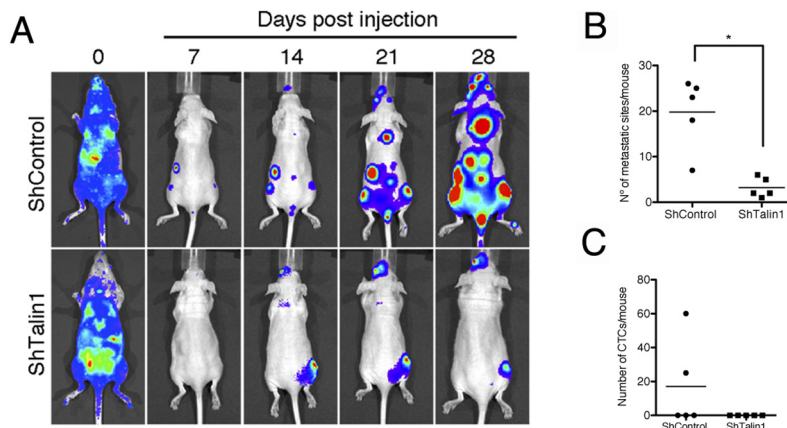 A
Days post injection
0 7 14 21 28
ShControl
ShTalin1
B
*
N° of metastatic sites/mouse
30
20
10
0
ShControl ShTalin1
C
Number of CTCs/mouse
80
60
40
20
0
ShControl ShTalin1